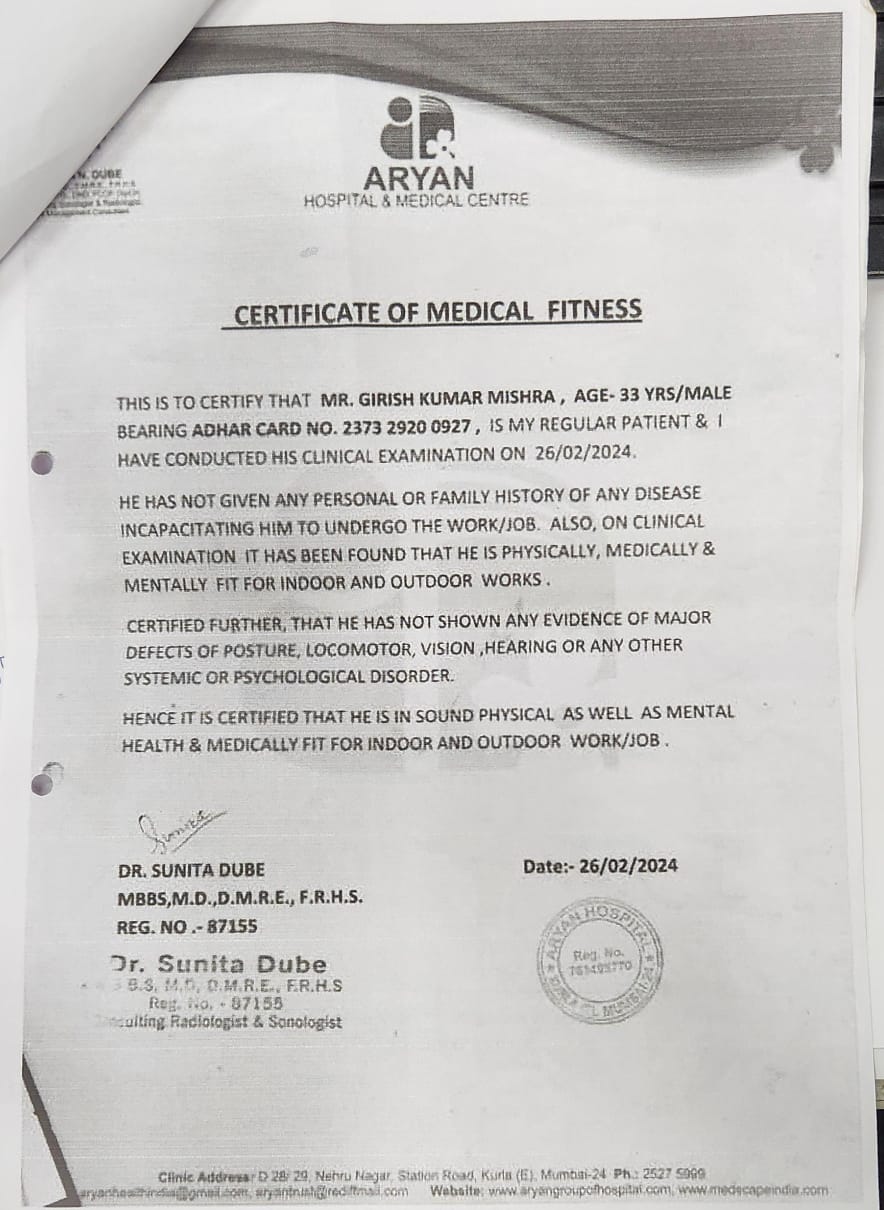 N. DUBE
ARYAN
HOSPITAL & MEDICAL CENTRE
CERTIFICATE OF MEDICAL FITNESS
THIS IS TO CERTIFY THAT MR. GIRISH KUMAR MISHRA , AGE- 33 YRS/MALE
BEARING ADHAR CARD NO. 2373 2920 0927 , IS MY REGULAR PATIENT & I
HAVE CONDUCTED HIS CLINICAL EXAMINATION ON 26/02/2024.
HE HAS NOT GIVEN ANY PERSONAL OR FAMILY HISTORY OF ANY DISEASE
INCAPACITATING HIM TO UNDERGO THE WORK/JOB. ALSO, ON CLINICAL
EXAMINATION IT HAS BEEN FOUND THAT HE IS PHYSICALLY, MEDICALLY &
MENTALLY FIT FOR INDOOR AND OUTDOOR WORKS .
CERTIFIED FURTHER, THAT HE HAS NOT SHOWN ANY EVIDENCE OF MAJOR
DEFECTS OF POSTURE, LOCOMOTOR, VISION ,HEARING OR ANY OTHER
SYSTEMIC OR PSYCHOLOGICAL DISORDER.
HENCE IT IS CERTIFIED THAT HE IS IN SOUND PHYSICAL AS WELL AS MENTAL
HEALTH & MEDICALLY FIT FOR INDOOR AND OUTDOOR WORK/JOB .
Sunita
DR. SUNITA DUBE
MBBS,M.D.,D.M.R.E., F.R.H.S.
REG. NO .- 87155
Date:- 26/02/2024
Dr. Sunita Dube
B.S, M.D, D.M.R.E., F.R.H.S
Reg. No. - 87155
Radiologist & Sonologist
ARYAN HOSPITAL
Reg. No.
MUMBAI-24
Clinic Address: D 28/ 29, Nehru Nagar, Station Road, Kurla (E), Mumbai-24 Ph.: 2527 5999
aryanhealthindia@gmail.com, aryantrust@rediffmail.com Website: www.aryangroupofhospital.com, www.medscapeindia.com